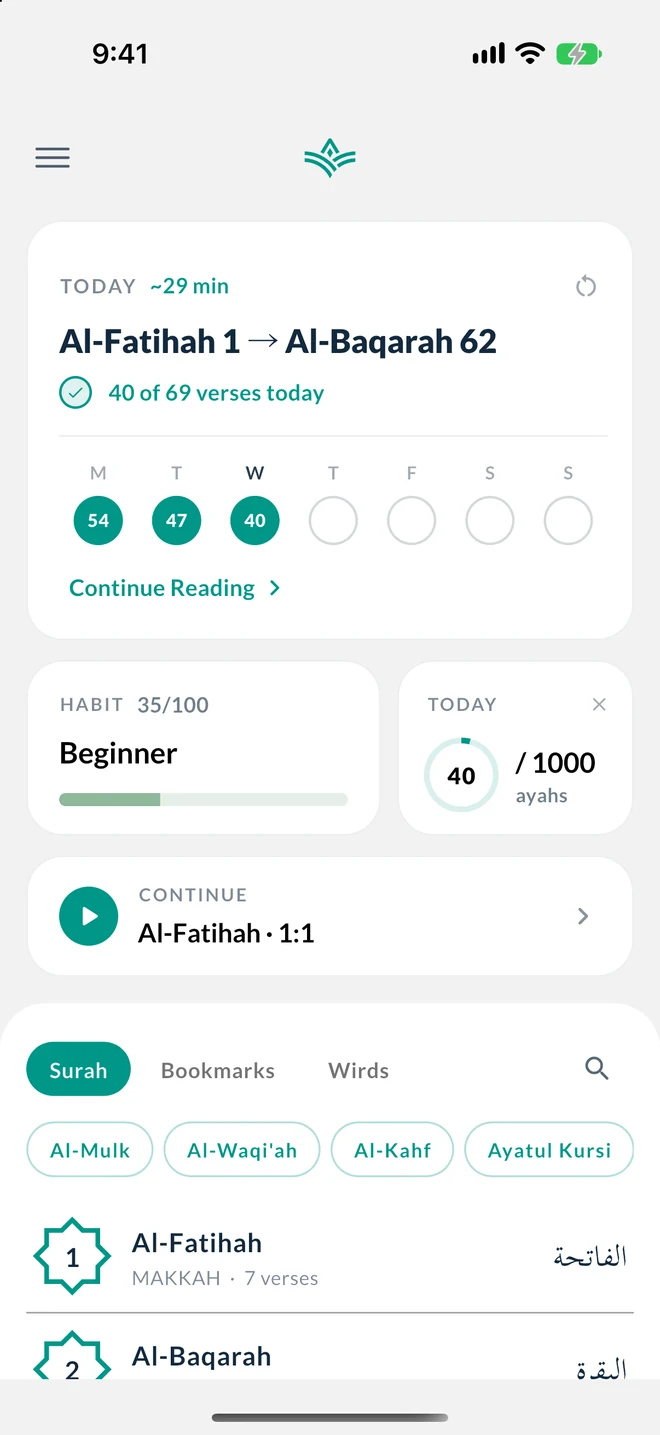 9:41
TODAY ~29 min
Al-Fatihah 1 → Al-Baqarah 62
40 of 69 verses today
M T W T F S S
54 47 40
Continue Reading
HABIT 35/100
Beginner
TODAY
40 / 1000
ayahs
CONTINUE
Al-Fatihah · 1:1
Surah Bookmarks Wirds
Al-Mulk Al-Waqi'ah Al-Kahf Ayatul Kursi
1 Al-Fatihah الفاتحة
MAKKAH · 7 verses
2 Al-Baqarah البقرة